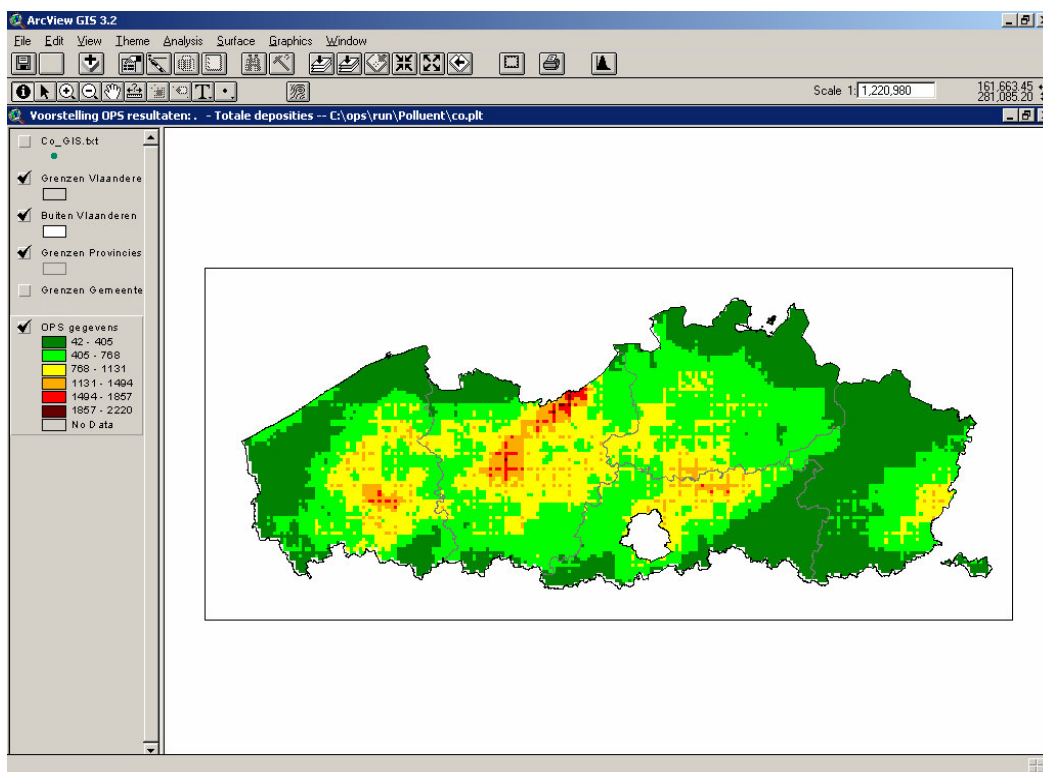 ArcView GIS 3.2
File Edit View Theme Analysis Surface Graphics Window
Scale 1: 1,220,980
161,663.45
281,085.20
Voorstelling OPS resultaten: . - Totale deposities -- C:\ops\run\Polluent\co.plt
Co_GIS.txt
Grenzen Vlaandere
Buiten Vlaanderen
Grenzen Provincies
Grenzen Gemeente
OPS gegevens
42 - 405
405 - 768
768 - 1131
1131 - 1494
1494 - 1857
1857 - 2220
No Data